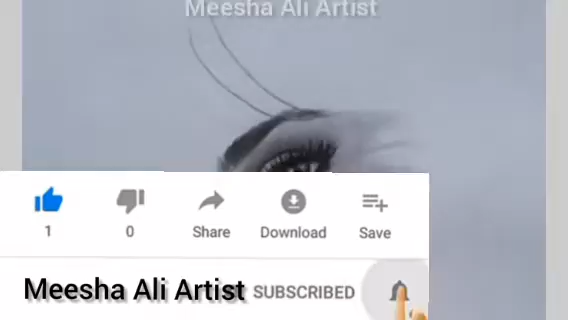 Meesha Ali Artist
1 0 Share Download Save
Meesha Ali Artist SUBSCRIBED